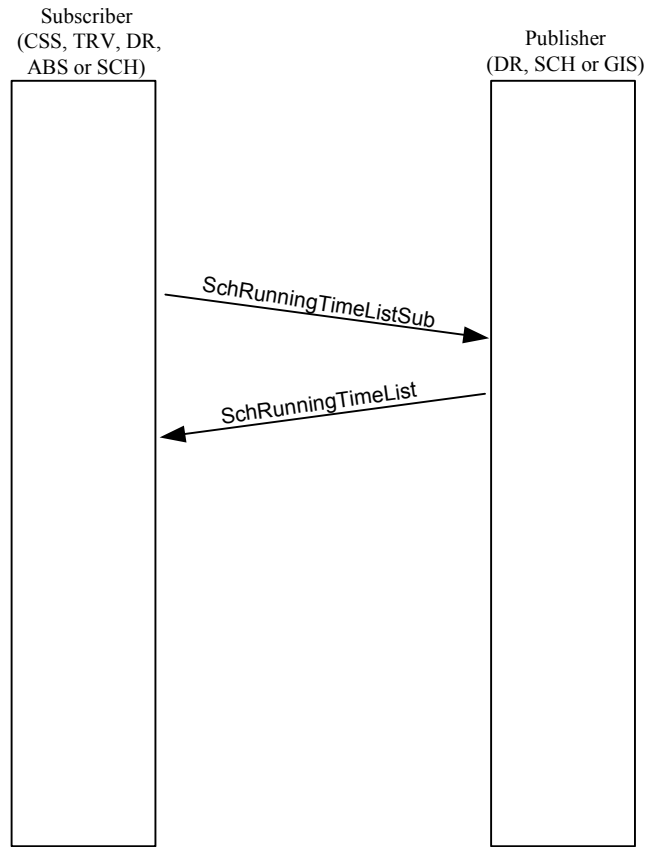 Subscriber
(CSS, TRV, DR,
ABS or SCH)
Publisher
(DR, SCH or GIS)
SchRunningTimeListSub
SchRunningTimeList